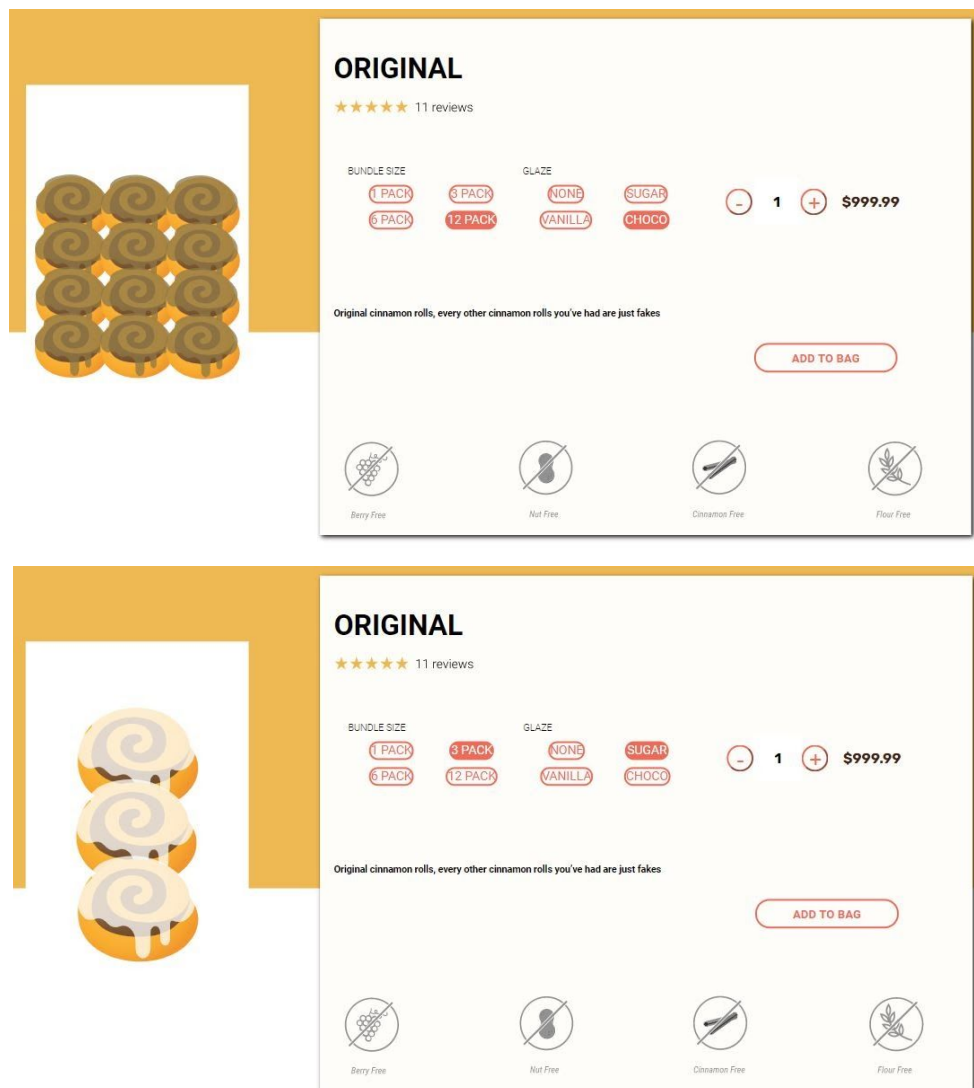 ORIGINAL
★★★★★ 11 reviews
BUNDLE SIZE GLAZE
1 PACK 3 PACK NONE SUGAR
- 1 + $999.99
6 PACK 12 PACK VANILLA CHOCO
Original cinnamon rolls, every other cinnamon rolls you've had are just fakes
ADD TO BAG
Berry Free Nut Free Cinnamon Free Flour Free
ORIGINAL
★★★★★ 11 reviews
BUNDLE SIZE GLAZE
1 PACK 3 PACK NONE SUGAR
- 1 + $999.99
6 PACK 12 PACK VANILLA CHOCO
Original cinnamon rolls, every other cinnamon rolls you've had are just fakes
ADD TO BAG
Berry Free Nut Free Cinnamon Free Flour Free